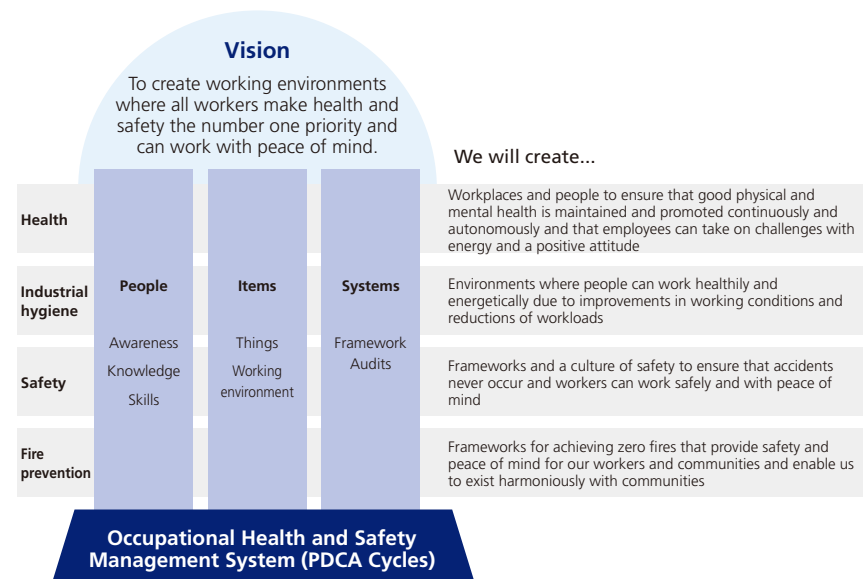 Vision
To create working environments
where all workers make health and
safety the number one priority and
can work with peace of mind.
We will create...
Health
Workplaces and people to ensure that good physical and
mental health is maintained and promoted continuously and
autonomously and that employees can take on challenges with
energy and a positive attitude
Industrial
hygiene
People
Items
Systems
Environments where people can work healthily and
energetically due to improvements in working conditions and
reductions of workloads
Awareness
Knowledge
Skills
Things
Working
environment
Framework
Audits
Safety
Frameworks and a culture of safety to ensure that accidents
never occur and workers can work safely and with peace of
mind
Fire
prevention
Frameworks for achieving zero fires that provide safety and
peace of mind for our workers and communities and enable us
to exist harmoniously with communities
Occupational Health and Safety
Management System (PDCA Cycles)